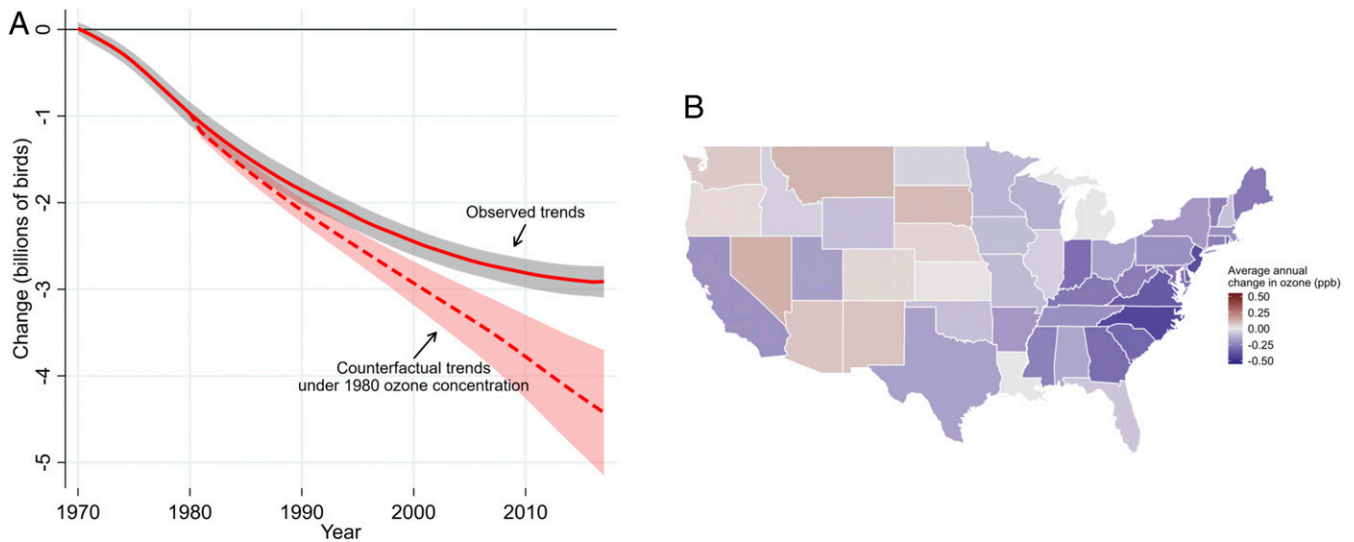 A
0
-1
-2
-3
-4
-5
Change (billions of birds)
Observed trends
Counterfactual trends
under 1980 ozone concentration
1970
1980
1990
2000
2010
Year
B
Average annual
change in ozone (ppb)
0.50
0.25
0.00
-0.25
-0.50